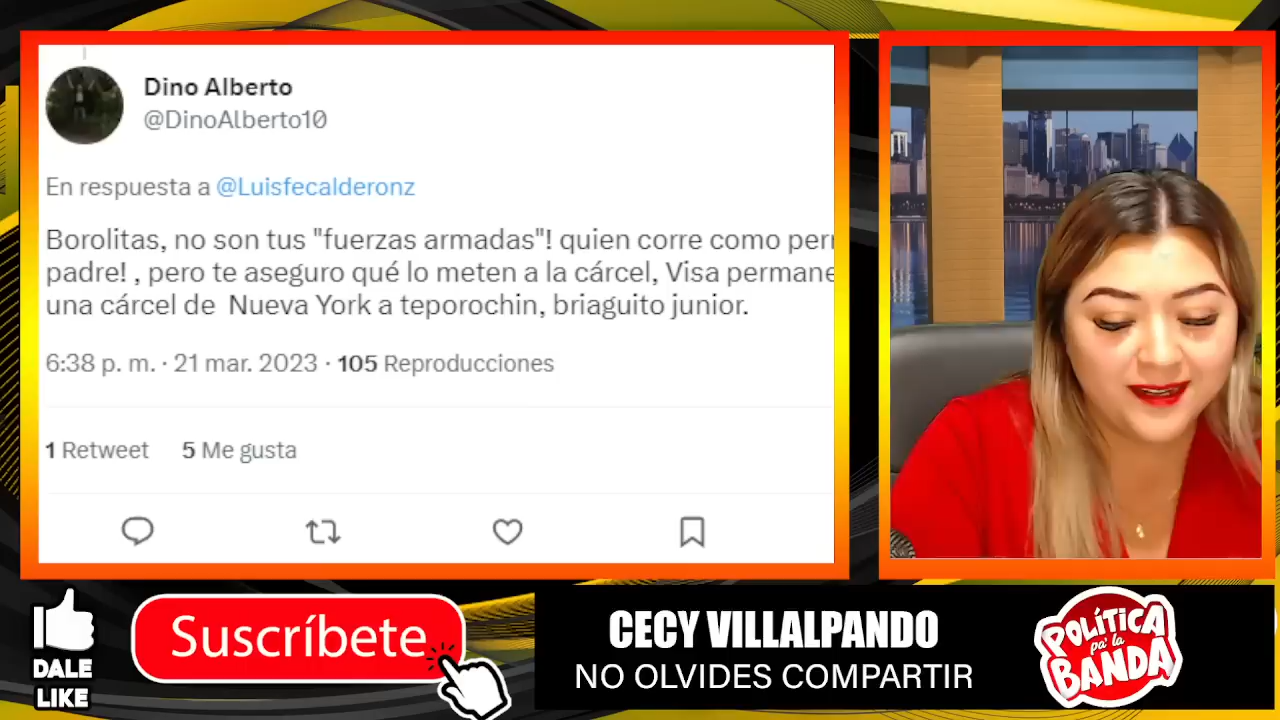 Dino Alberto
@DinoAlberto10
En respuesta a @Luisfecalderonz
Borolitas, no son tus "fuerzas armadas"! quien corre como
padre! , pero te aseguro qué lo meten a la cárcel, Visa
una cárcel de Nueva York a teporochin, briaguito junior.
6:38 p. m. · 21 mar. 2023 · 105 Reproducciones
1 Retweet 5 Me gusta
DALE
LIKE
Suscríbete
CECY VILLALPANDO
NO OLVIDES COMPARTIR
POLÍTICA
pa' la
BANDA